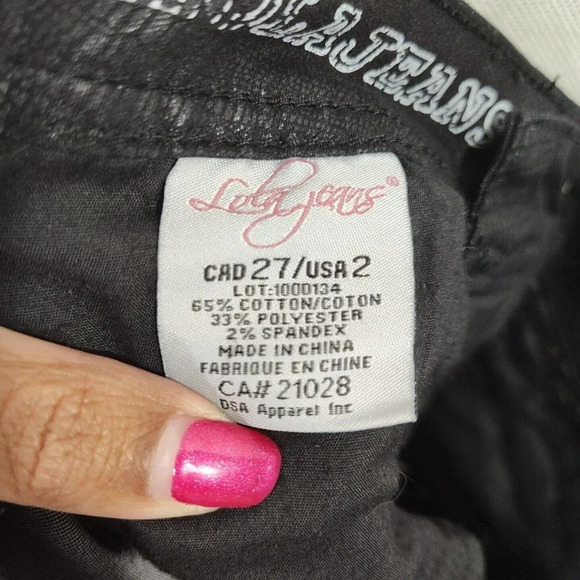 LAJEANS
Lola jeans®
CAD 27/USA 2
LOT:1000134
65% COTTON/COTON
33% POLYESTER
2% SPANDEX
MADE IN CHINA
FABRIQUE EN CHINE
CA# 21028
DSA Apparel Inc